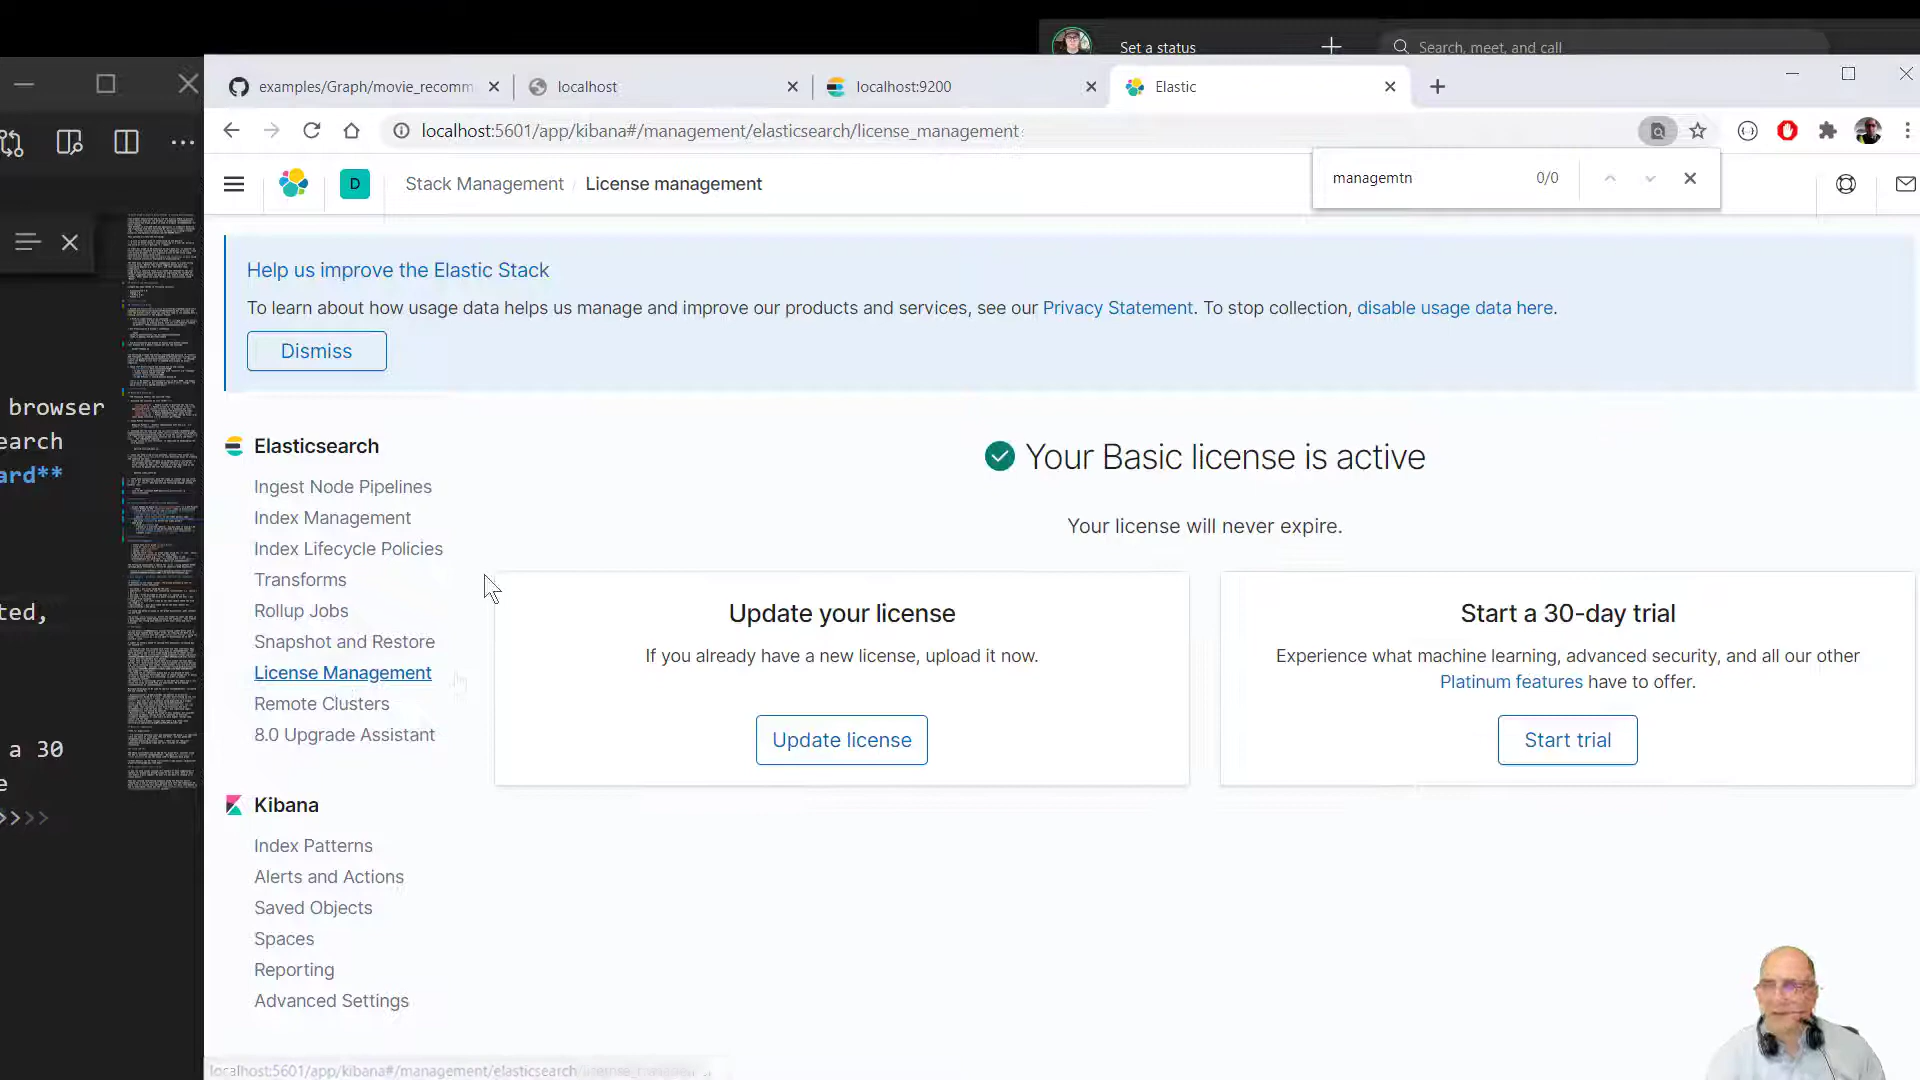 Set a status
Search, meet, and call
examples/Graph/movie_recomm
localhost
localhost:9200
Elastic
localhost:5601/app/kibana#/management/elasticsearch/license_management
managemtn
0/0
D
Stack Management / License management
Help us improve the Elastic Stack
To learn about how usage data helps us manage and improve our products and services, see our Privacy Statement. To stop collection, disable usage data here.
Dismiss
browser
earch
ard**
ted,
a 30
e
>>>>
Elasticsearch
Ingest Node Pipelines
Index Management
Index Lifecycle Policies
Transforms
Rollup Jobs
Snapshot and Restore
License Management
Remote Clusters
8.0 Upgrade Assistant
Kibana
Index Patterns
Alerts and Actions
Saved Objects
Spaces
Reporting
Advanced Settings
Your Basic license is active
Your license will never expire.
Update your license
If you already have a new license, upload it now.
Update license
Start a 30-day trial
Experience what machine learning, advanced security, and all our other
Platinum features have to offer.
Start trial
localhost:5601/app/kibana#/management/elasticsearch/